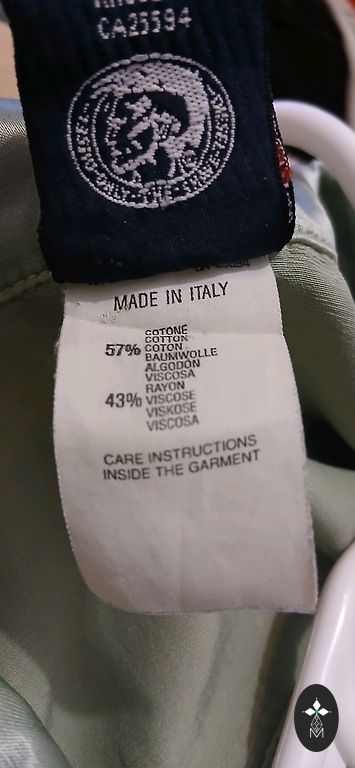 CA25594
MADE IN ITALY
COTONE
COTTON
57% COTON
BAUMWOLLE
ALGODÓN
VISCOSA
RAYON
43% VISCOSE
VISKOSE
VISCOSA
CARE INSTRUCTIONS
INSIDE THE GARMENT
M